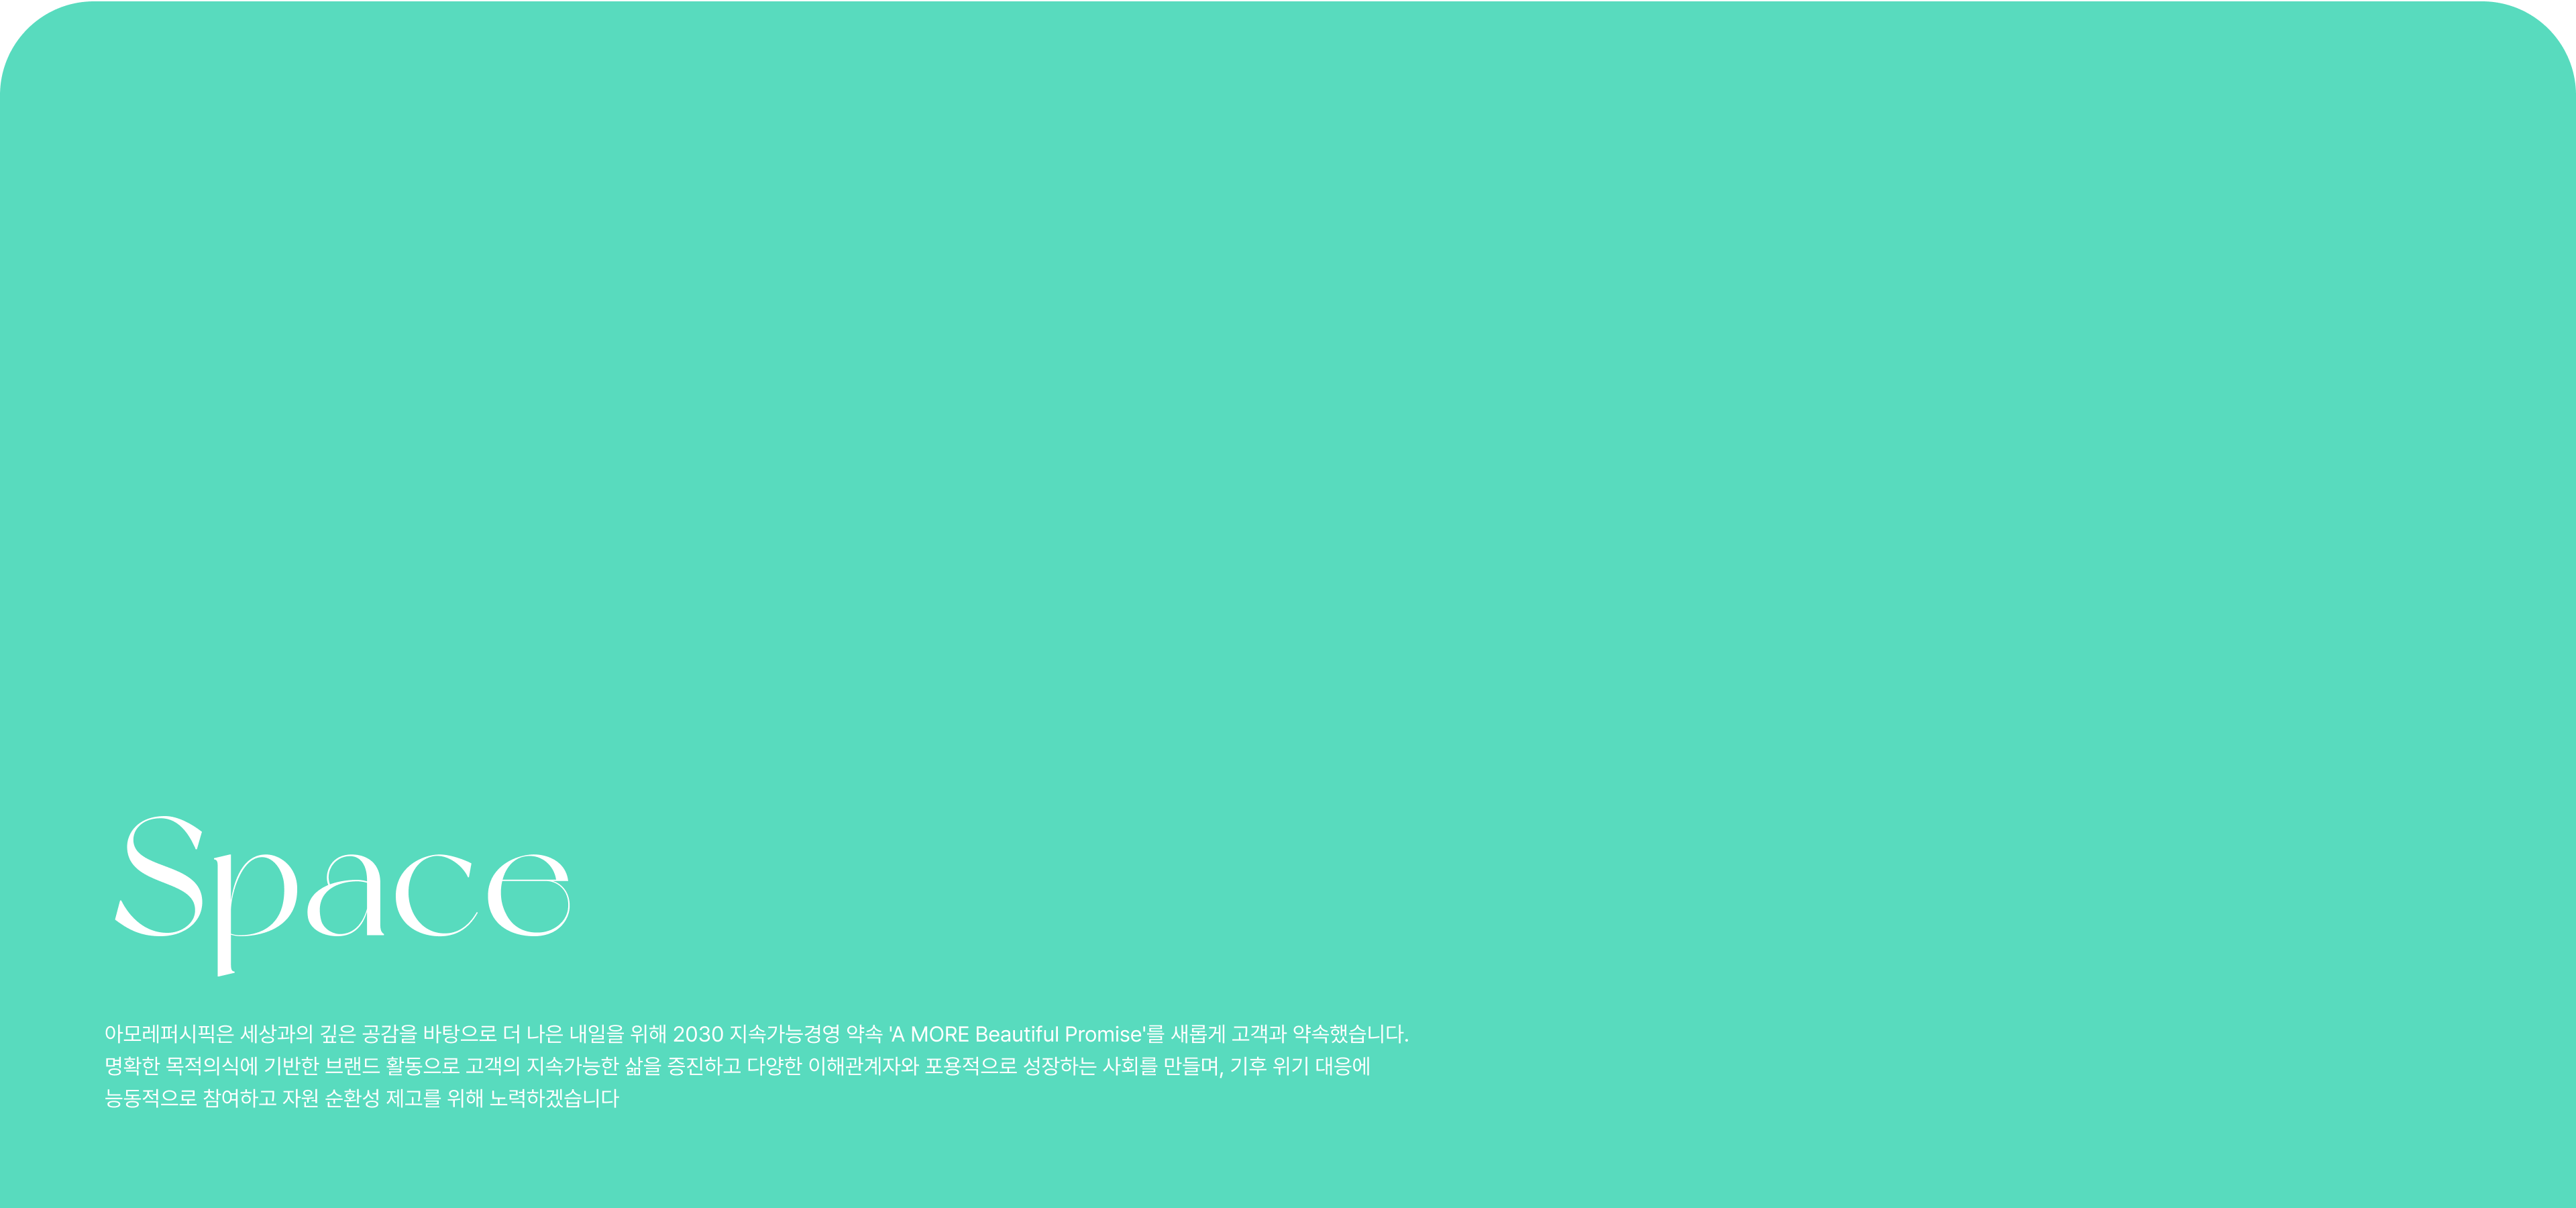 Space
아모레퍼시픽은 세상과의 깊은 공감을 바탕으로 더 나은 내일을 위해 2030 지속가능경영 약속 'A MORE Beautiful Promise'를 새롭게 고객과 약속했습니다.
명확한 목적의식에 기반한 브랜드 활동으로 고객의 지속가능한 삶을 증진하고 다양한 이해관계자와 포용적으로 성장하는 사회를 만들며, 기후 위기 대응에
능동적으로 참여하고 자원 순환성 제고를 위해 노력하겠습니다